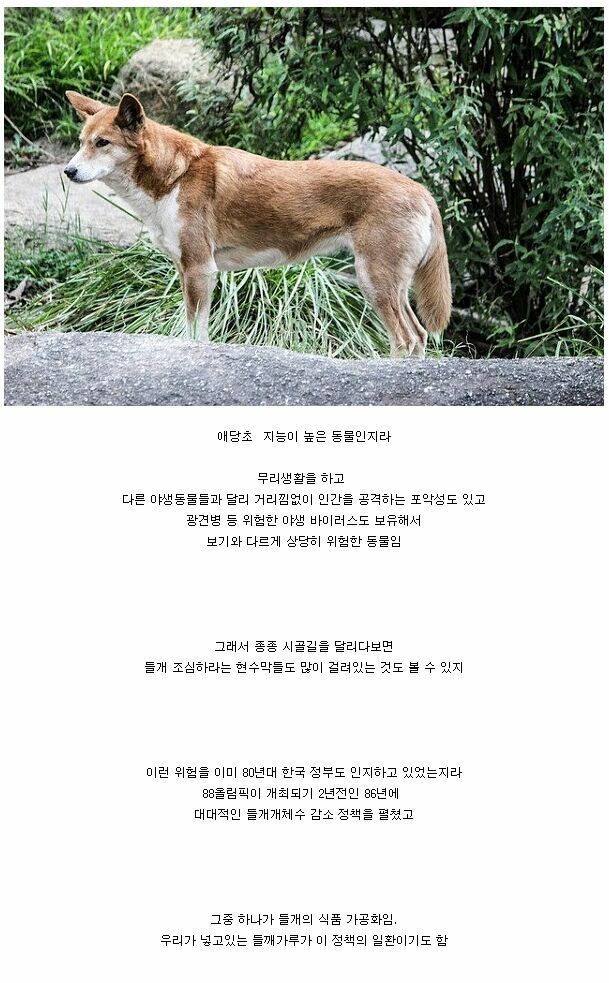 애당초 지능이 높은 동물인지라
무리생활을 하고
다른 야생동물들과 달리 거리낌없이 인간을 공격하는 포악성도 있고
광견병 등 위험한 야생 바이러스도 보유해서
보기와 다르게 상당히 위험한 동물임
그래서 종종 시골길을 달리다보면
들개 조심하라는 현수막들도 많이 걸려있는 것도 볼 수 있지
이런 위험을 이미 80년대 한국 정부도 인지하고 있었는지라
88올림픽이 개최되기 2년전인 86년에
대대적인 들개개체수 감소 정책을 펼쳤고
그중 하나가 들개의 식품 가공화임.
우리가 넣고있는 들깨가루가 이 정책의 일환이기도 함